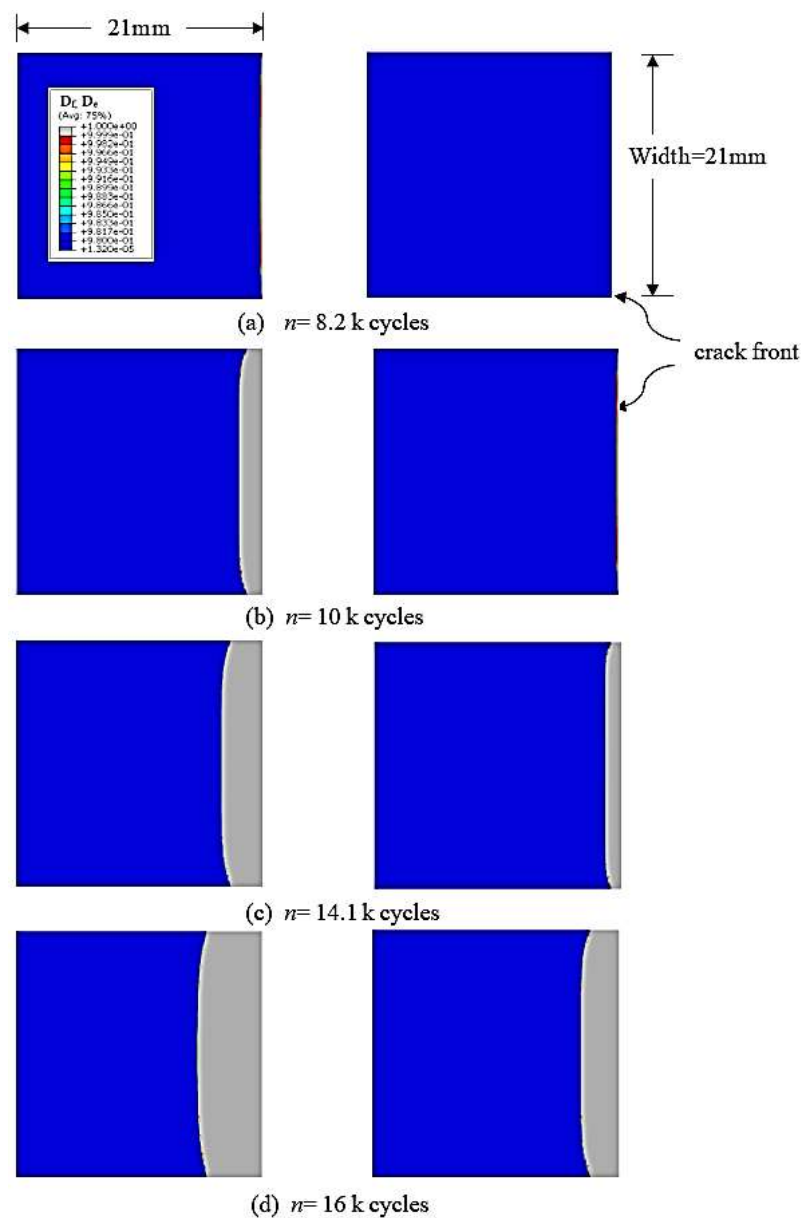 21mm
Df, De
(Avg: 75%)
+1.000e+00
+9.999e-01
+9.982e-01
+9.966e-01
+9.949e-01
+9.933e-01
+9.916e-01
+9.899e-01
+9.883e-01
+9.866e-01
+9.850e-01
+9.833e-01
+9.817e-01
+9.800e-01
+1.320e-05
Width=21mm
(a) n= 8.2 k cycles
crack front
(b) n= 10 k cycles
(c) n= 14.1 k cycles
(d) n= 16 k cycles